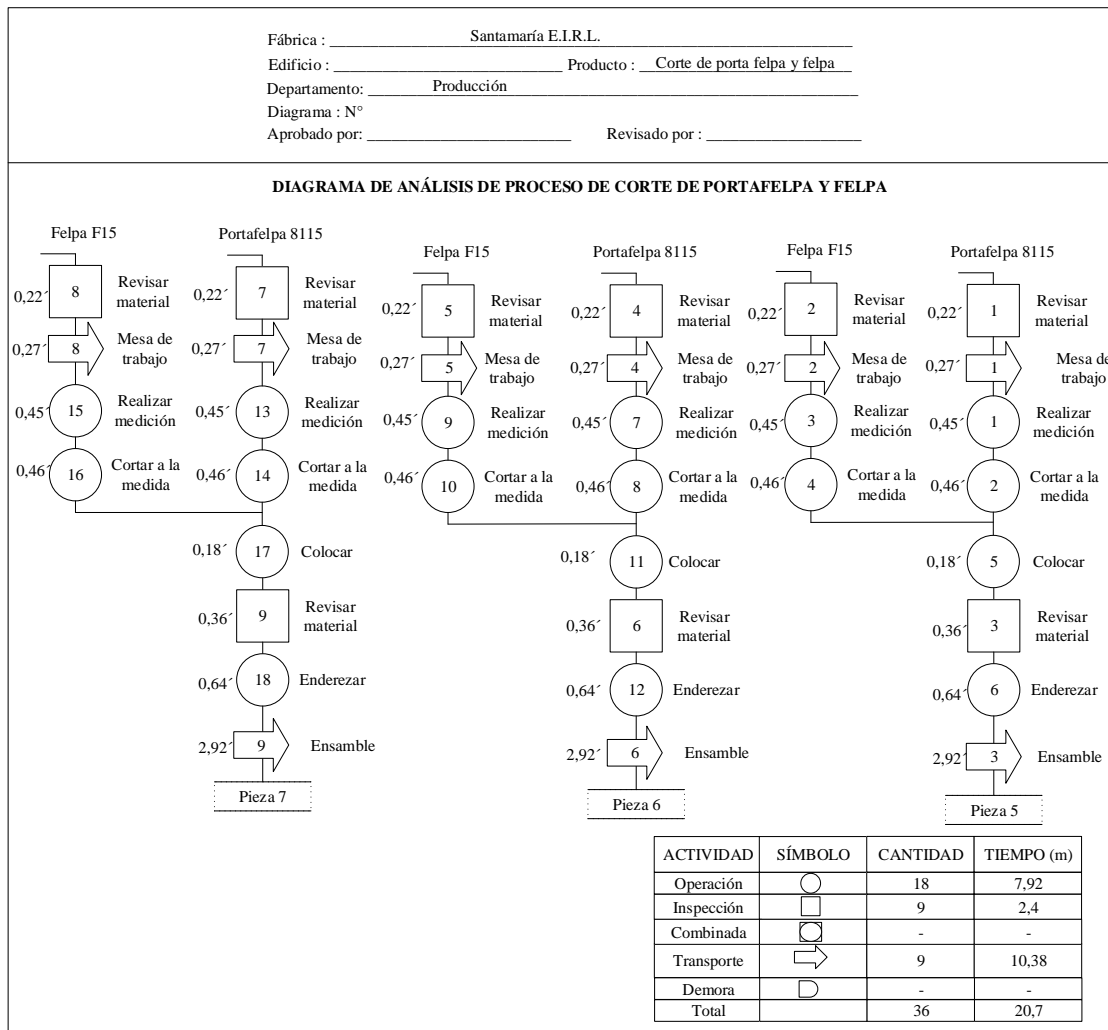 Fábrica : Santamaría E.I.R.L.
Edificio : Producto : Corte de porta felpa y felpa
Departamento: Producción
Diagrama : N°
Aprobado por: Revisado por :
DIAGRAMA DE ANÁLISIS DE PROCESO DE CORTE DE PORTAFELPA Y FELPA
Felpa F15
0,22´ 8 Revisar material
0,27´ 8 Mesa de trabajo
0,45´ 15 Realizar medición
0,46´ 16 Cortar a la medida
Portafelpa 8115
0,22´ 7 Revisar material
0,27´ 7 Mesa de trabajo
0,45´ 13 Realizar medición
0,46´ 14 Cortar a la medida
0,18´ 17 Colocar
0,36´ 9 Revisar material
0,64´ 18 Enderezar
2,92´ 9 Ensamble
Pieza 7
Felpa F15
0,22´ 5 Revisar material
0,27´ 5 Mesa de trabajo
0,45´ 9 Realizar medición
0,46´ 10 Cortar a la medida
Portafelpa 8115
0,22´ 4 Revisar material
0,27´ 4 Mesa de trabajo
0,45´ 7 Realizar medición
0,46´ 8 Cortar a la medida
0,18´ 11 Colocar
0,36´ 6 Revisar material
0,64´ 12 Enderezar
2,92´ 6 Ensamble
Pieza 6
Felpa F15
0,22´ 2 Revisar material
0,27´ 2 Mesa de trabajo
0,45´ 3 Realizar medición
0,46´ 4 Cortar a la medida
Portafelpa 8115
0,22´ 1 Revisar material
0,27´ 1 Mesa de trabajo
0,45´ 1 Realizar medición
0,46´ 2 Cortar a la medida
0,18´ 5 Colocar
0,36´ 3 Revisar material
0,64´ 6 Enderezar
2,92´ 3 Ensamble
Pieza 5
ACTIVIDAD SÍMBOLO CANTIDAD TIEMPO (m)
Operación 18 7,92
Inspección 9 2,4
Combinada - -
Transporte 9 10,38
Demora - -
Total 36 20,7